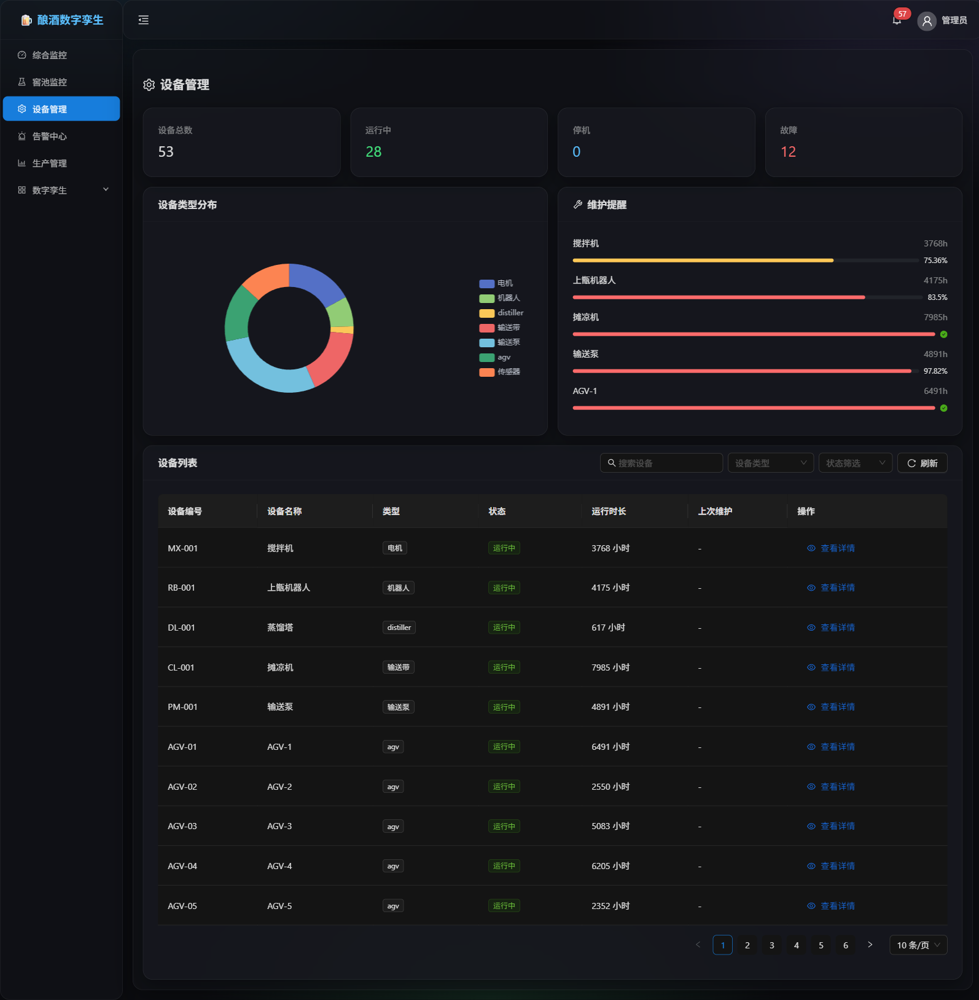 酿酒数字孪生
57
管理员
综合监控
窖池监控
设备管理
告警中心
生产管理
数字孪生
设备管理
设备总数
53
运行中
28
停机
0
故障
12
设备类型分布
电机
机器人
distiller
输送带
输送泵
agv
传感器
维护提醒
搅拌机 3768h
75.36%
上甑机器人 4175h
83.5%
摊凉机 7985h
输送泵 4891h
97.82%
AGV-1 6491h
设备列表 搜索设备 设备类型 状态筛选 刷新
设备编号 设备名称 类型 状态 运行时长 上次维护 操作
MX-001 搅拌机 电机 运行中 3768 小时 - 查看详情
RB-001 上甑机器人 机器人 运行中 4175 小时 - 查看详情
DL-001 蒸馏塔 distiller 运行中 617 小时 - 查看详情
CL-001 摊凉机 输送带 运行中 7985 小时 - 查看详情
PM-001 输送泵 输送泵 运行中 4891 小时 - 查看详情
AGV-01 AGV-1 agv 运行中 6491 小时 - 查看详情
AGV-02 AGV-2 agv 运行中 2550 小时 - 查看详情
AGV-03 AGV-3 agv 运行中 5083 小时 - 查看详情
AGV-04 AGV-4 agv 运行中 6205 小时 - 查看详情
AGV-05 AGV-5 agv 运行中 2352 小时 - 查看详情
< 1 2 3 4 5 6 > 10 条/页